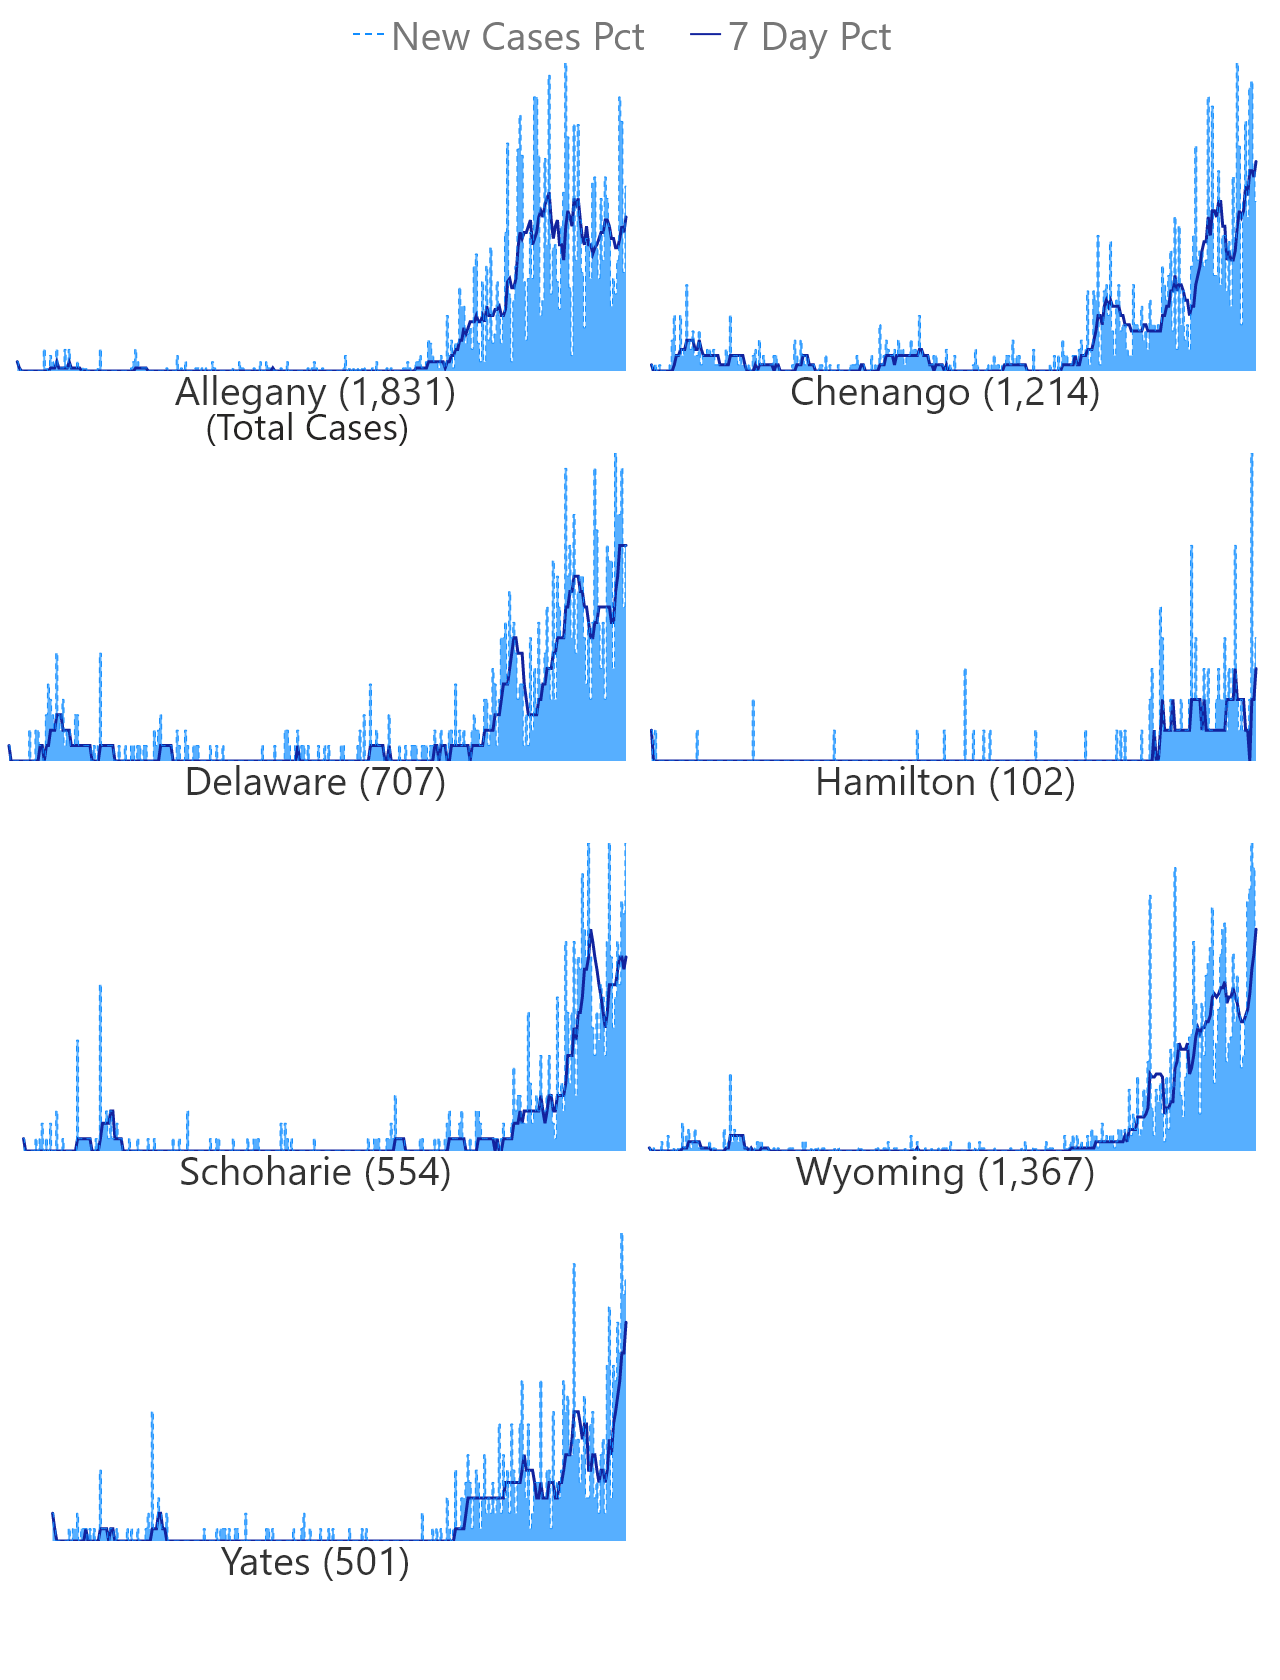 New Cases Pct 7 Day Pct
Allegany (1,831)
(Total Cases)
Chenango (1,214)
Delaware (707)
Hamilton (102)
Schoharie (554)
Wyoming (1,367)
Yates (501)